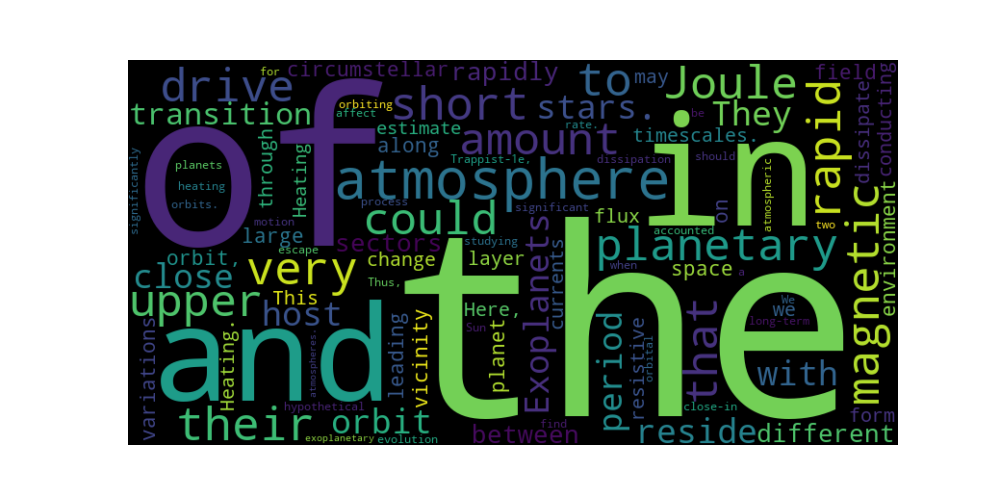 for
circumstellar
rapidly
to
may
Joule
field
drive
orbiting
affect
short
stars.
be
They
rapid
dissipate
conducting
transition
of
estimate
along
amount
rate.
timescales.
in
through
Heating
significantly
planets
heating
orbits.
Trappist-1e,
dissipation
should
atmosphere
atmospheric
process
significant
on
two
motion
could
flux
accounted
magnetic
environment
large
escape
sectors
studying
Exoplanets
currents
planetary
orbit,
very
change
layer
when
space
a
close
Thus,
the
upper
This
host
Here,
We
we
that
Sun
long-term
and
Heating.
variations
atmospheres.
leading
vicinity
planet
period
resistive
orbital
with
hypothetical
close-in
form
their
orbit
exoplanetary
evolution
between
find
reside
different